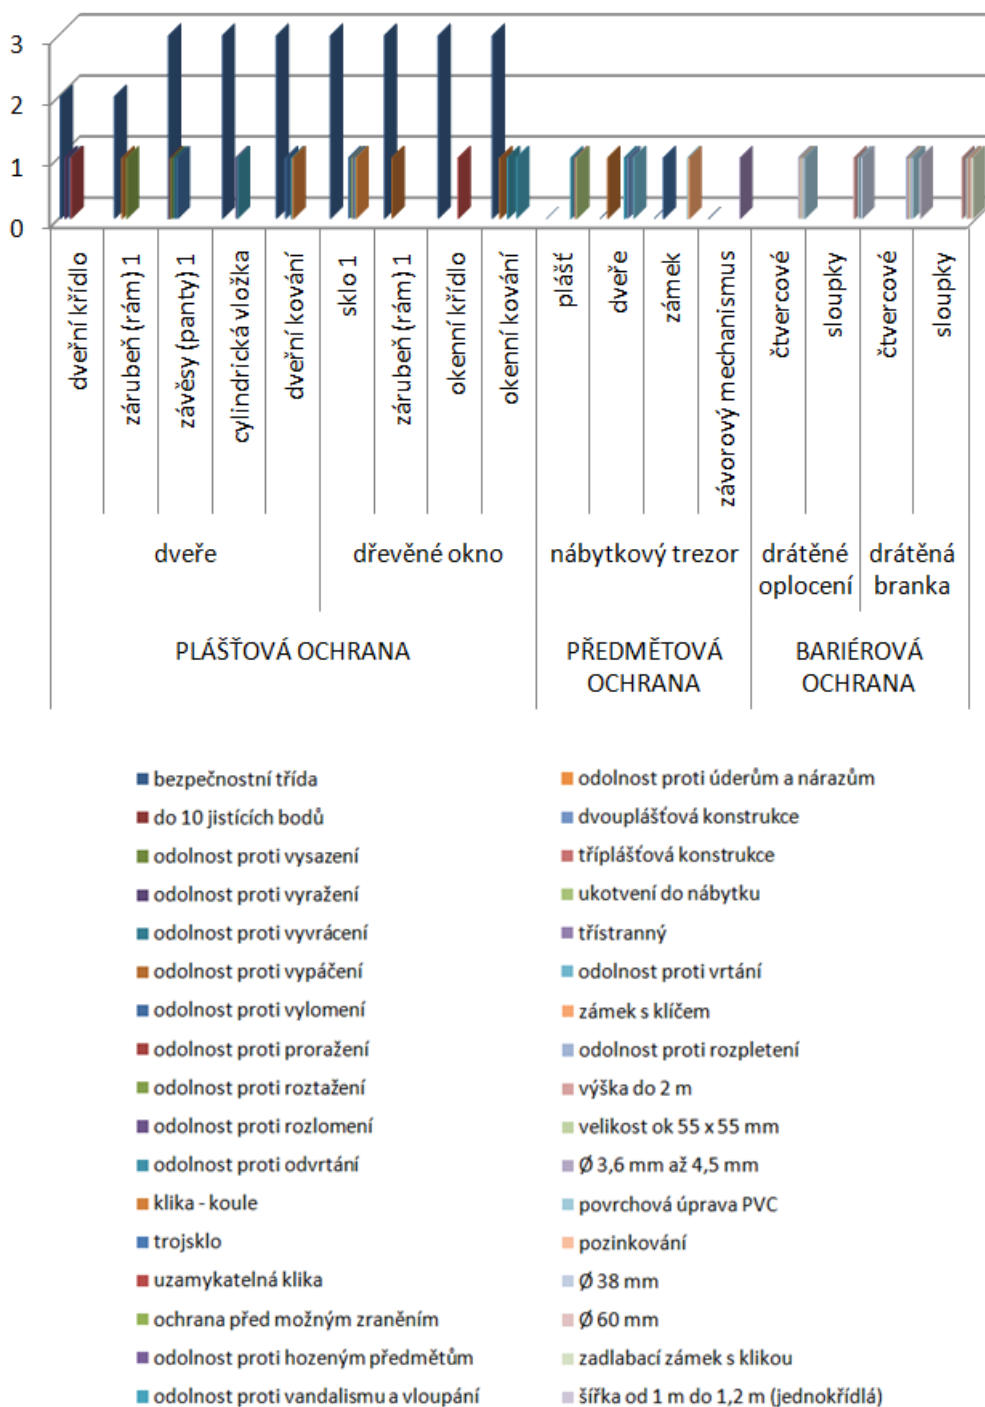 3
2
1
0
dveřní křídlo
zárubeň (rám) 1
závěsy (panty) 1
cylindrická vložka
dveřní kování
sklo 1
zárubeň (rám) 1
okenní křídlo
okenní kování
plášť
dveře
zámek
závorový mechanismus
čtvercové
sloupky
čtvercové
sloupky
dveře
dřevěné okno
nábytkový trezor
drátěné
oplocení
drátěná
branka
PLÁŠŤOVÁ OCHRANA
PŘEDMĚTOVÁ
OCHRANA
BARIÉROVÁ
OCHRANA
bezpečnostní třída
do 10 jistících bodů
odolnost proti vysazení
odolnost proti vyražení
odolnost proti vyvrácení
odolnost proti vypáčení
odolnost proti vylomení
odolnost proti proražení
odolnost proti roztažení
odolnost proti rozlomení
odolnost proti odvrtání
klika - koule
trojsklo
uzamykatelná klika
ochrana před možným zraněním
odolnost proti hozeným předmětům
odolnost proti vandalismu a vloupání
odolnost proti úderům a nárazům
dvouplášťová konstrukce
tříplášťová konstrukce
ukotvení do nábytku
třístranný
odolnost proti vrtání
zámek s klíčem
odolnost proti rozpletení
výška do 2 m
velikost ok 55 x 55 mm
Ø 3,6 mm až 4,5 mm
povrchová úprava PVC
pozinkování
Ø 38 mm
Ø 60 mm
zadlabací zámek s klikou
šířka od 1 m do 1,2 m (jednokřídlá)